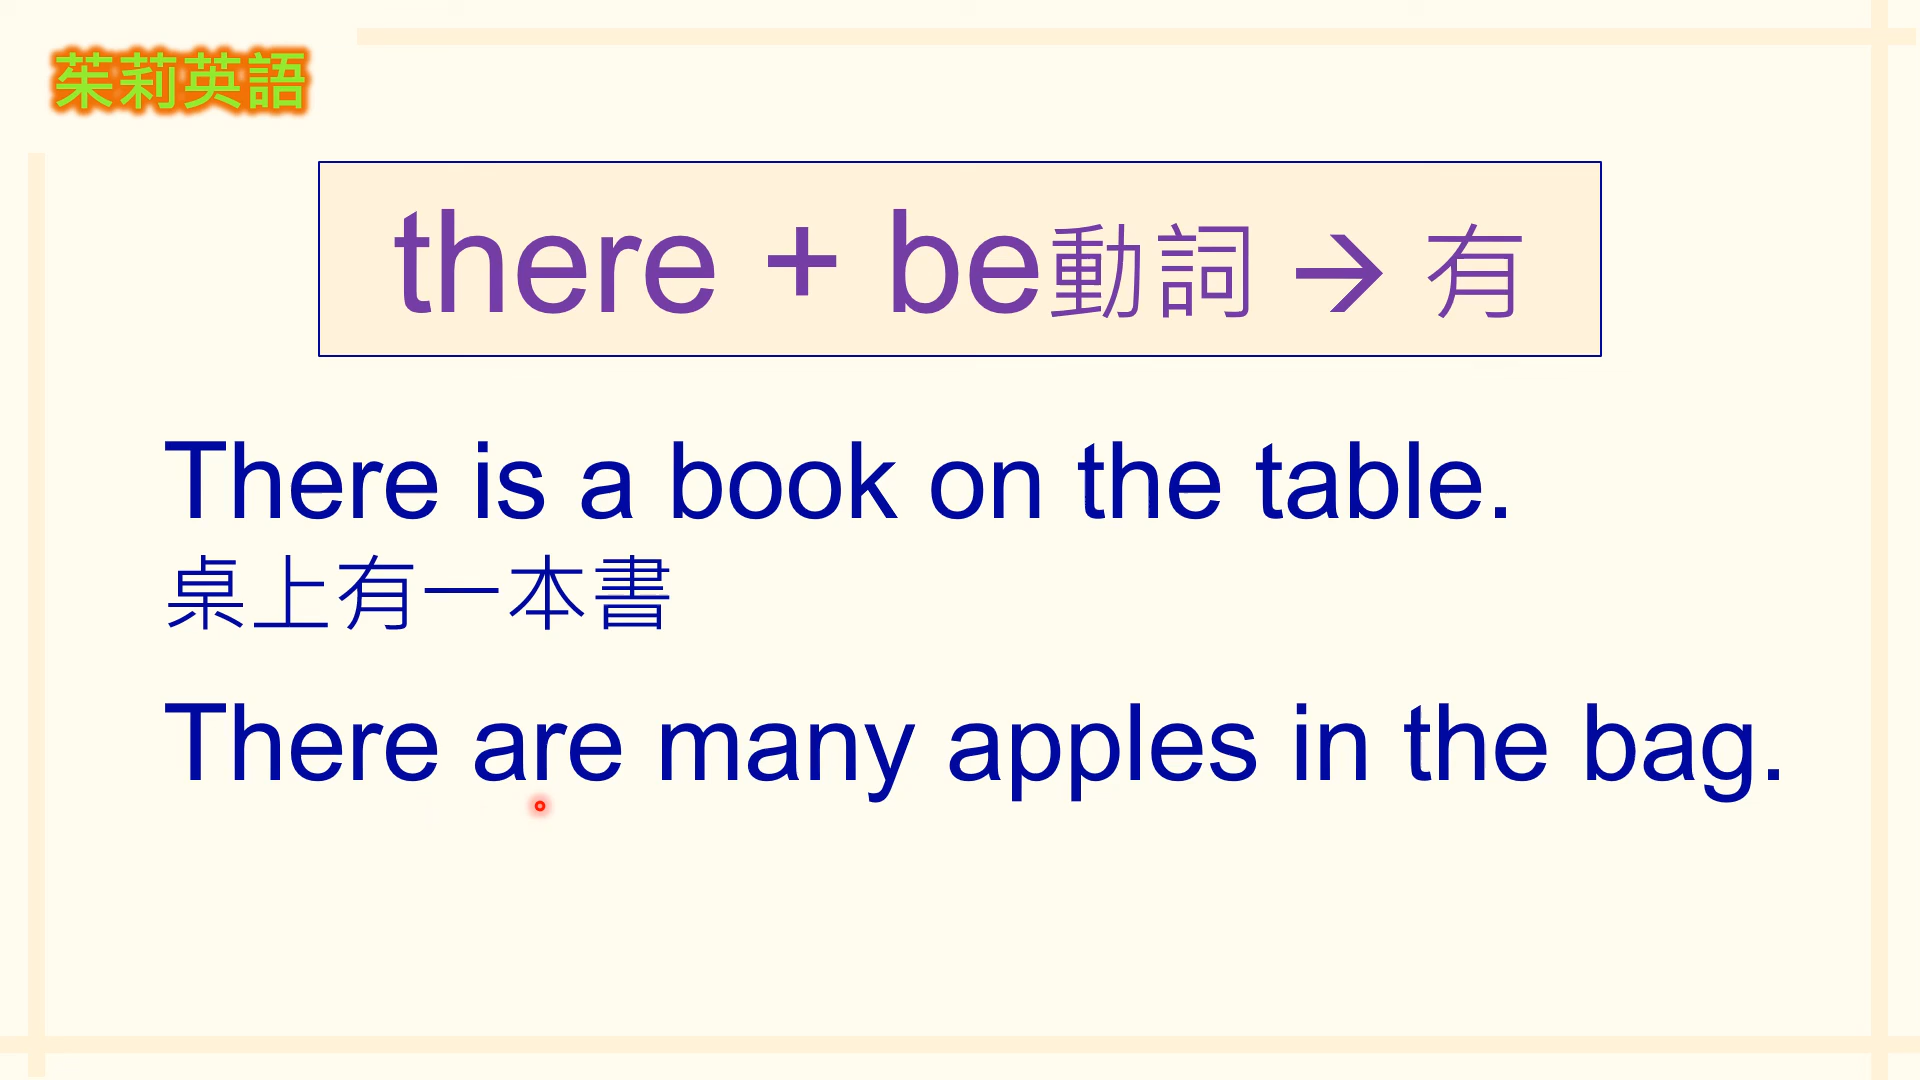 茱莉英語
there + be動詞 → 有
There is a book on the table.
桌上有一本書
There are many apples in the bag.